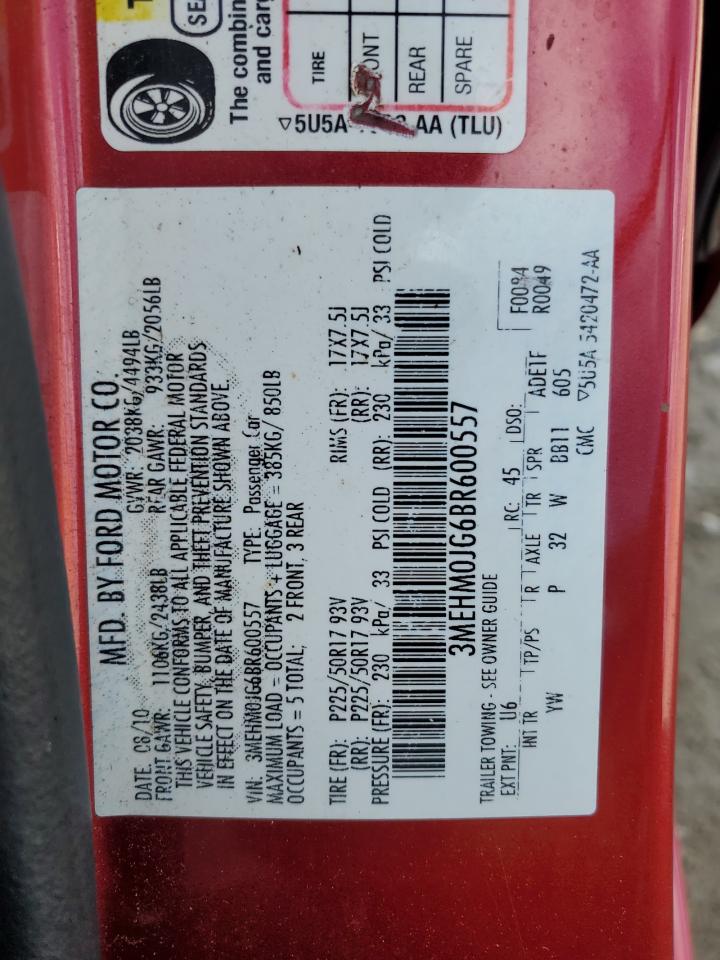 The combin
and carg
TIRE
REAR
SPARE
▽5U5A AA (TLU)
MFD. BY FORD MOTOR CO.
DATE: 08/10 GVWR: 2038KG/4494LB
FRONT GAWR: 1106KG/2438LB REAR GAWR: 933KG/2056LB
THIS VEHICLE CONFORMS TO ALL APPLICABLE FEDERAL MOTOR
VEHICLE SAFETY, BUMPER, AND THEFT PREVENTION STANDARDS
IN EFFECT ON THE DATE OF MANUFACTURE SHOWN ABOVE.
VIN: 3MEHM0JG6BR600557 TYPE: Passenger Car
MAXIMUM LOAD = OCCUPANTS + LUGGAGE = 385KG/ 850LB
OCCUPANTS = 5 TOTAL; 2 FRONT, 3 REAR
TIRE (FR): P225/50R17 93V RIMS (FR): 17X7.5J
(RR): P225/50R17 93V (RR): 17X7.5J
PRESSURE (FR): 230 kPa/ 33 PSI COLD (RR): 230 kPa/ 33 PSI COLD
3MEHM0JG6BR600557
TRAILER TOWING - SEE OWNER GUIDE
F0084
R0049
EXT PNT: U6 RC: 45 DSO:
INT TR TP/PS R AXLE TR SPR ADE1F
YW P 32 W BB11 605
CMC ▽5U5A 5420472-AA